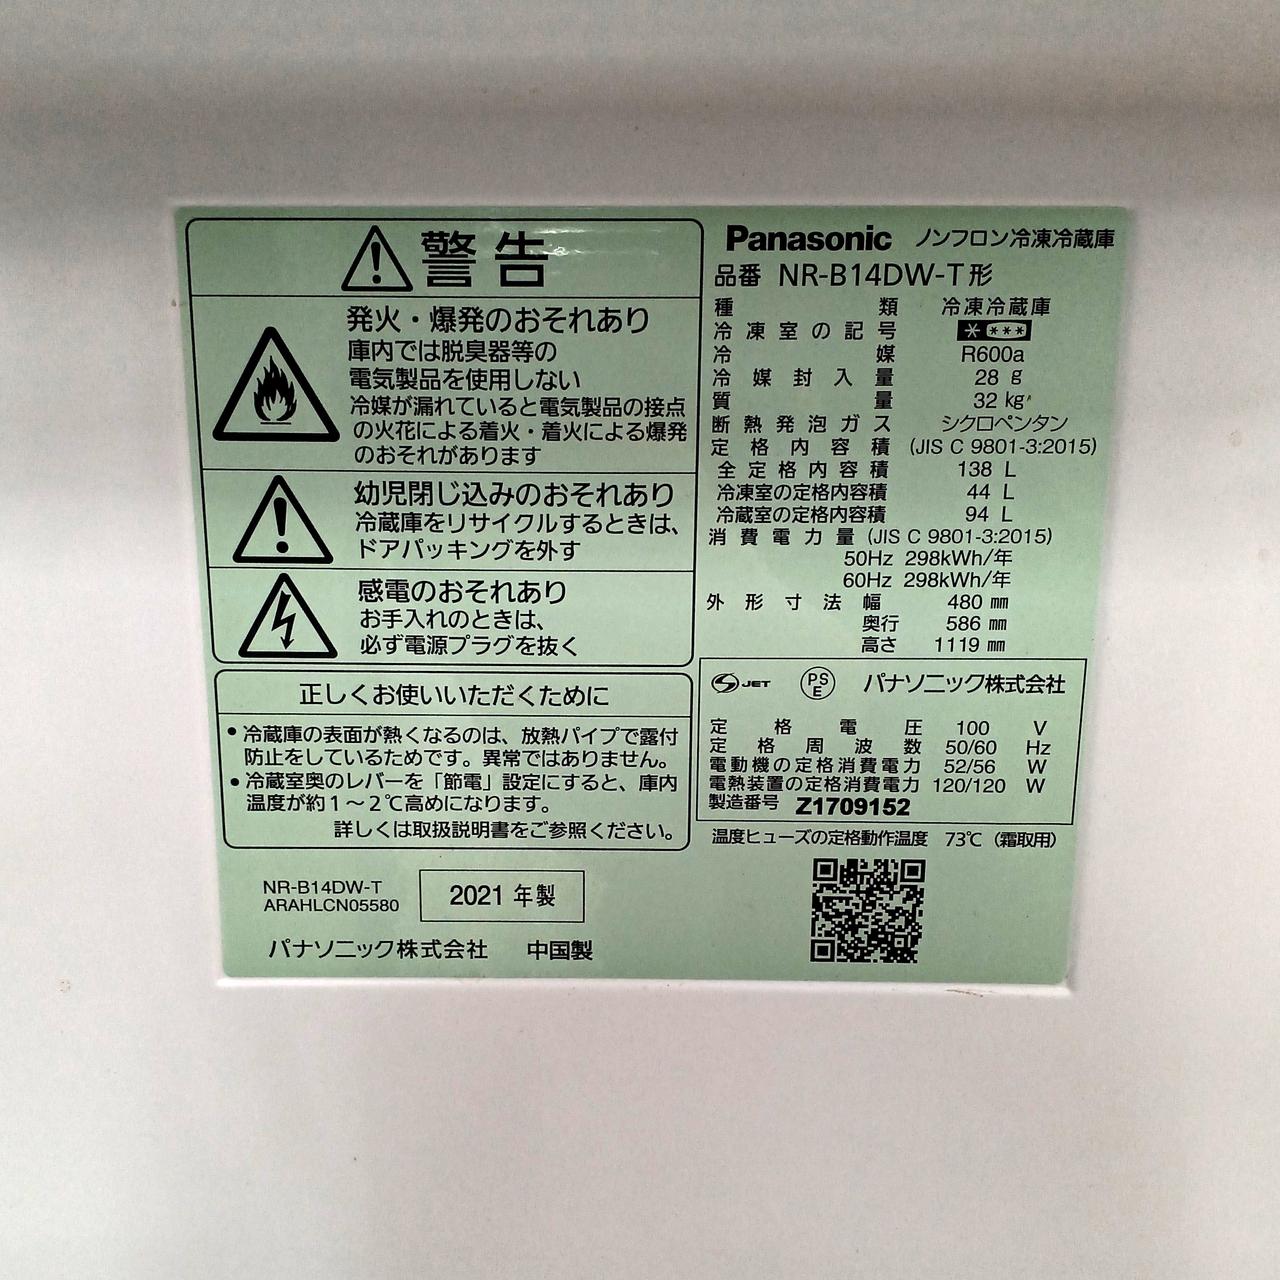 警告
発火・爆発のおそれあり
庫内では脱臭器等の
電気製品を使用しない
冷媒が漏れていると電気製品の接点
の火花による着火・着火による爆発
のおそれがあります
幼児閉じ込みのおそれあり
冷蔵庫をリサイクルするときは、
ドアパッキングを外す
感電のおそれあり
お手入れのときは、
必ず電源プラグを抜く
正しくお使いいただくために
• 冷蔵庫の表面が熱くなるのは、放熱パイプで露付
防止をしているためです。異常ではありません。
• 冷蔵室奥のレバーを「節電」設定にすると、庫内
温度が約1〜2℃高めになります。
詳しくは取扱説明書をご参照ください。
NR-B14DW-T
ARAHLCN05580
2021 年製
パナソニック株式会社 中国製
Panasonic ノンフロン冷凍冷蔵庫
品番 NR-B14DW-T形
種類 冷凍冷蔵庫
冷凍室の記号 * ***
冷媒 R600a
冷媒封入量 28 g
質量 32 kg
断熱発泡ガス シクロペンタン
定格内容積 (JIS C 9801-3:2015)
全定格内容積 138 L
冷凍室の定格内容積 44 L
冷蔵室の定格内容積 94 L
消費電力量 (JIS C 9801-3:2015)
50Hz 298kWh/年
60Hz 298kWh/年
外形寸法 幅 480 mm
奥行 586 mm
高さ 1119 mm
JET PS E パナソニック株式会社
定格電圧 100 V
定格周波数 50/60 Hz
電動機の定格消費電力 52/56 W
電熱装置の定格消費電力 120/120 W
製造番号 Z1709152
温度ヒューズの定格動作温度 73℃ (霜取用)